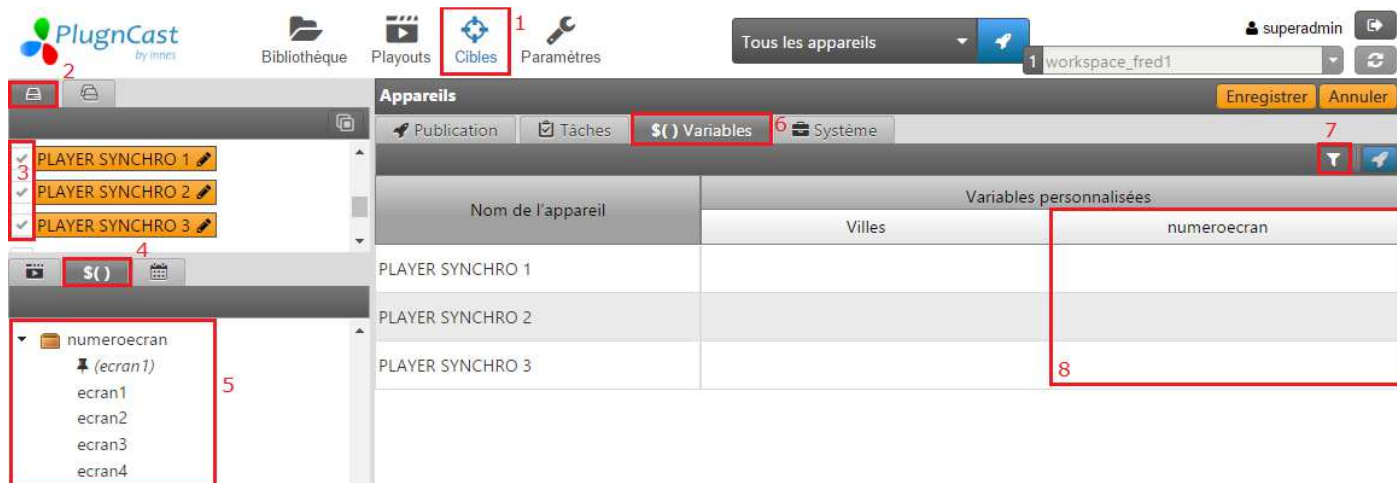 PlugnCast
by innes
Bibliothèque
Playouts
Cibles
1
Paramètres
Tous les appareils
superadmin
1 workspace_fred1
2
Appareils
Enregistrer
Annuler
Publication
Tâches
$() Variables
6
Système
7
3
PLAYER SYNCHRO 1
PLAYER SYNCHRO 2
PLAYER SYNCHRO 3
Nom de l'appareil
Variables personnalisées
Villes
numeroecran
4
$()
PLAYER SYNCHRO 1
PLAYER SYNCHRO 2
PLAYER SYNCHRO 3
8
numeroecran
(ecran1)
ecran1
5
ecran2
ecran3
ecran4